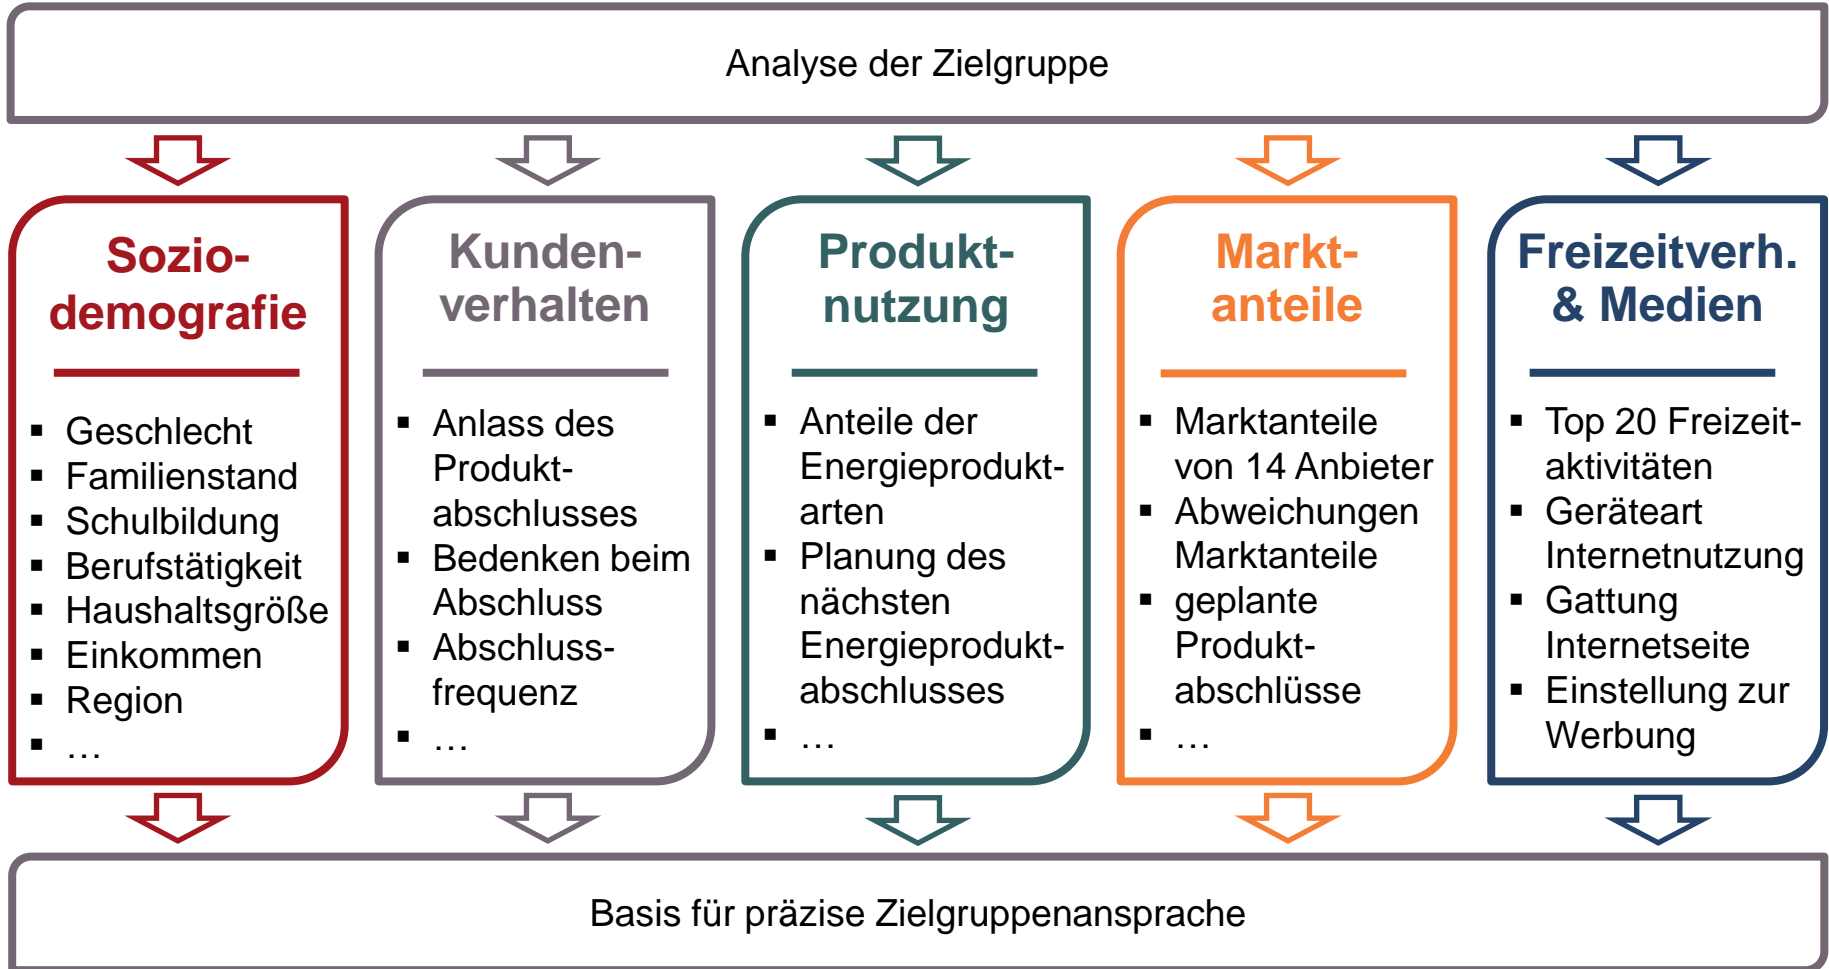 Analyse der Zielgruppe
Sozio-
demografie
▪ Geschlecht
▪ Familienstand
▪ Schulbildung
▪ Berufstätigkeit
▪ Haushaltsgröße
▪ Einkommen
▪ Region
▪ …
Kunden-
verhalten
▪ Anlass des
Produkt-
abschlusses
▪ Bedenken beim
Abschluss
▪ Abschluss-
frequenz
▪ …
Produkt-
nutzung
▪ Anteile der
Energieprodukt-
arten
▪ Planung des
nächsten
Energieprodukt-
abschlusses
▪ …
Markt-
anteile
▪ Marktanteile
von 14 Anbieter
▪ Abweichungen
Marktanteile
▪ geplante
Produkt-
abschlüsse
▪ …
Freizeitverh.
& Medien
▪ Top 20 Freizeit-
aktivitäten
▪ Geräteart
Internetnutzung
▪ Gattung
Internetseite
▪ Einstellung zur
Werbung
Basis für präzise Zielgruppenansprache